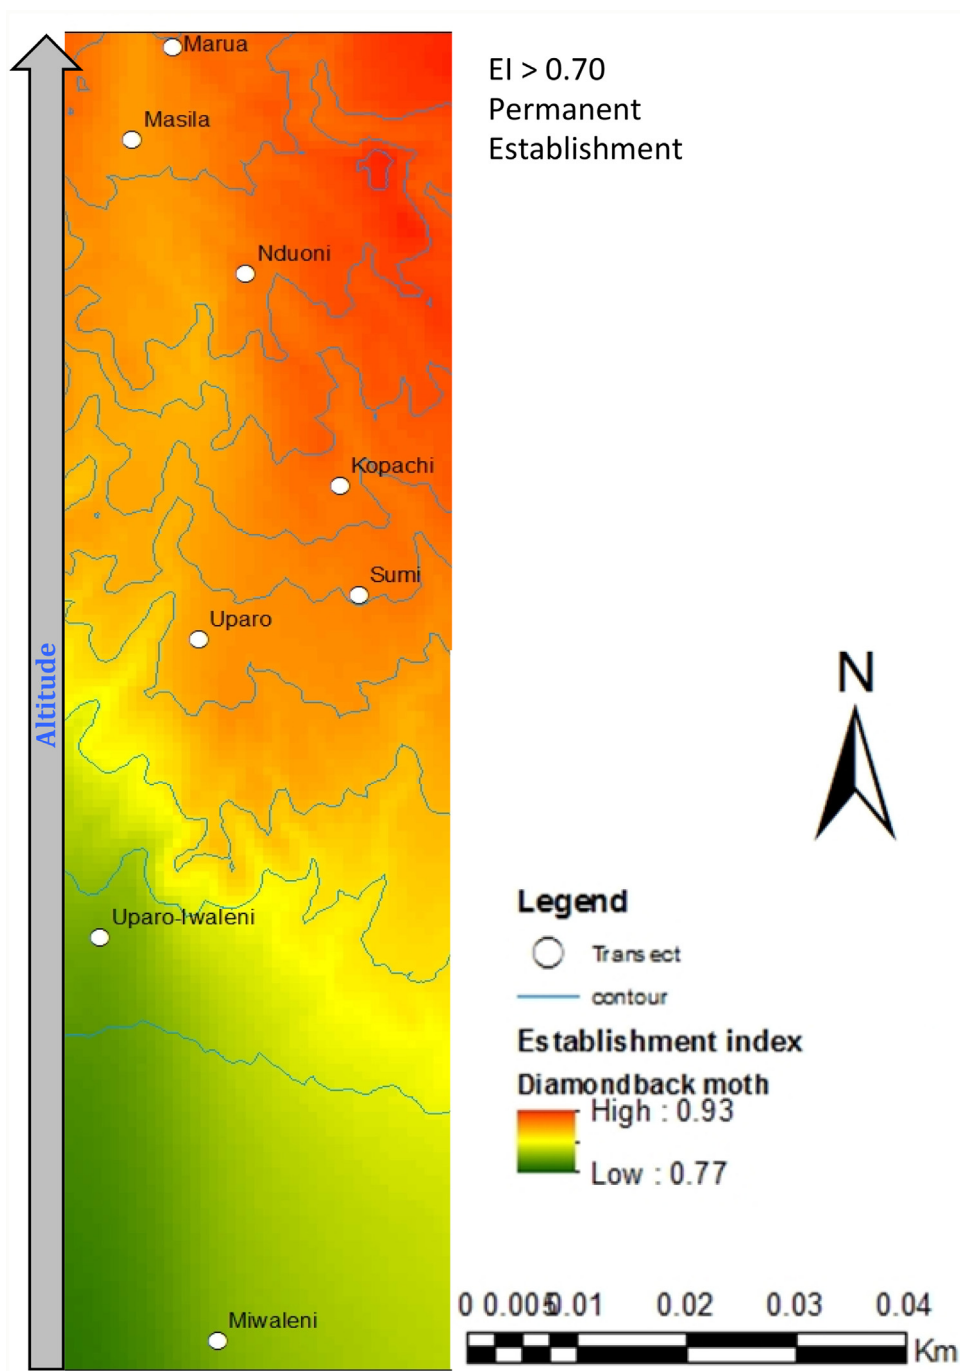 Marua
Masila
Nduoni
Kopachi
Sumi
Uparo
Uparo-Iwaleni
Miwaleni
Altitude
EI > 0.70
Permanent
Establishment
N
Legend
Transect
contour
Establishment index
Diamondback moth
High : 0.93
Low : 0.77
0 0.005 0.01 0.02 0.03 0.04
Km